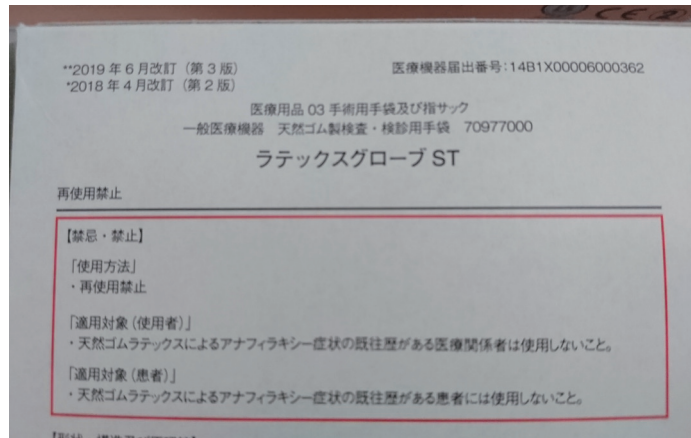 **2019年6月改訂（第3版）
*2018年4月改訂（第2版）
医療機器届出番号：14B1X00006000362
医療用品 03 手術用手袋及び指サック
一般医療機器　天然ゴム製検査・検診用手袋　70977000
ラテックスグローブ ST
再使用禁止
【禁忌・禁止】
「使用方法」
・再使用禁止
「適用対象（使用者）」
・天然ゴムラテックスによるアナフィラキシー症状の既往歴がある医療関係者は使用しないこと。
「適用対象（患者）」
・天然ゴムラテックスによるアナフィラキシー症状の既往歴がある患者には使用しないこと。